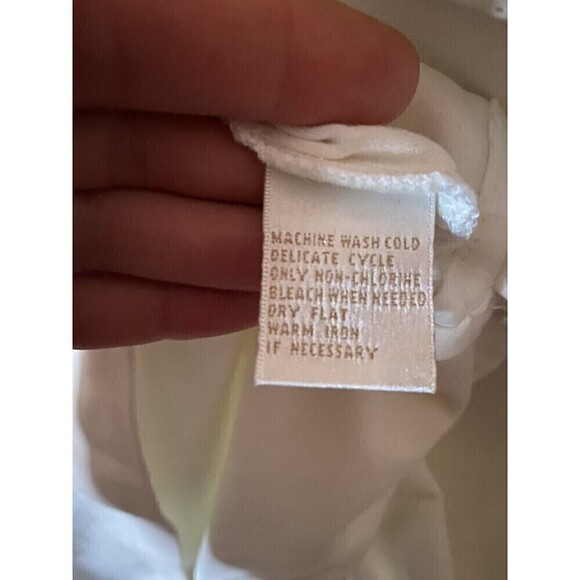 MACHINE WASH COLD
DELICATE CYCLE
ONLY NON-CHLORINE
BLEACH WHEN NEEDED
DRY FLAT
WARM IRON
IF NECESSARY